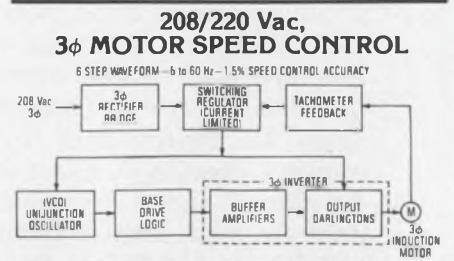 208/220 Vac,
3ϕ MOTOR SPEED CONTROL
6 STEP WAVEFORM—6 to 60 Hz—1.5% SPEED CONTROL ACCURACY
208 Vac
3ϕ
3ϕ
RECTIFIER
BRIDGE
SWITCHING
REGULATOR
(CURRENT
LIMITED)
TACHOMETER
FEEDBACK
3ϕ INVERTER
(VCO)
UNIJUNCTION
OSCILLATOR
BASE
DRIVE
LOGIC
BUFFER
AMPLIFIERS
OUTPUT
DARLINGTONS
M
3ϕ
INDUCTION
MOTOR